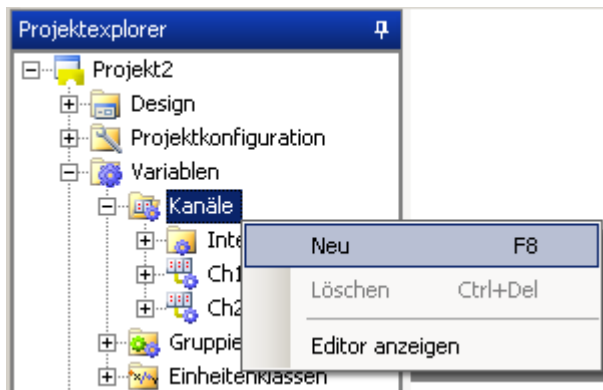 Projektexplorer
Projekt2
Design
Projektkonfiguration
Variablen
Kanäle
Inte
Neu F8
Ch1
Löschen Ctrl+Del
Ch2
Gruppie
Editor anzeigen
Einheitenklassen